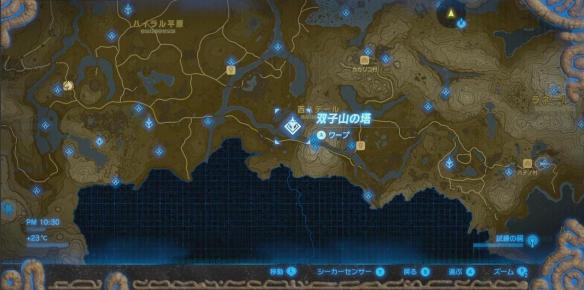 ハイラル平原
カカリコ村
双子山の塔
Ⓐ ワープ
ハテノ村
PM 10:30
+23℃
試練の祠
移動 Ⓛ シーカーセンサー Ⓨ 戻る Ⓑ 選ぶ Ⓐ ズーム